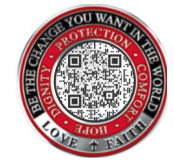 BE THE CHANGE YOU WANT IN THE WORLD
LOVE FAITH
DIGNITY PROTECTION COMFORT
HOPE